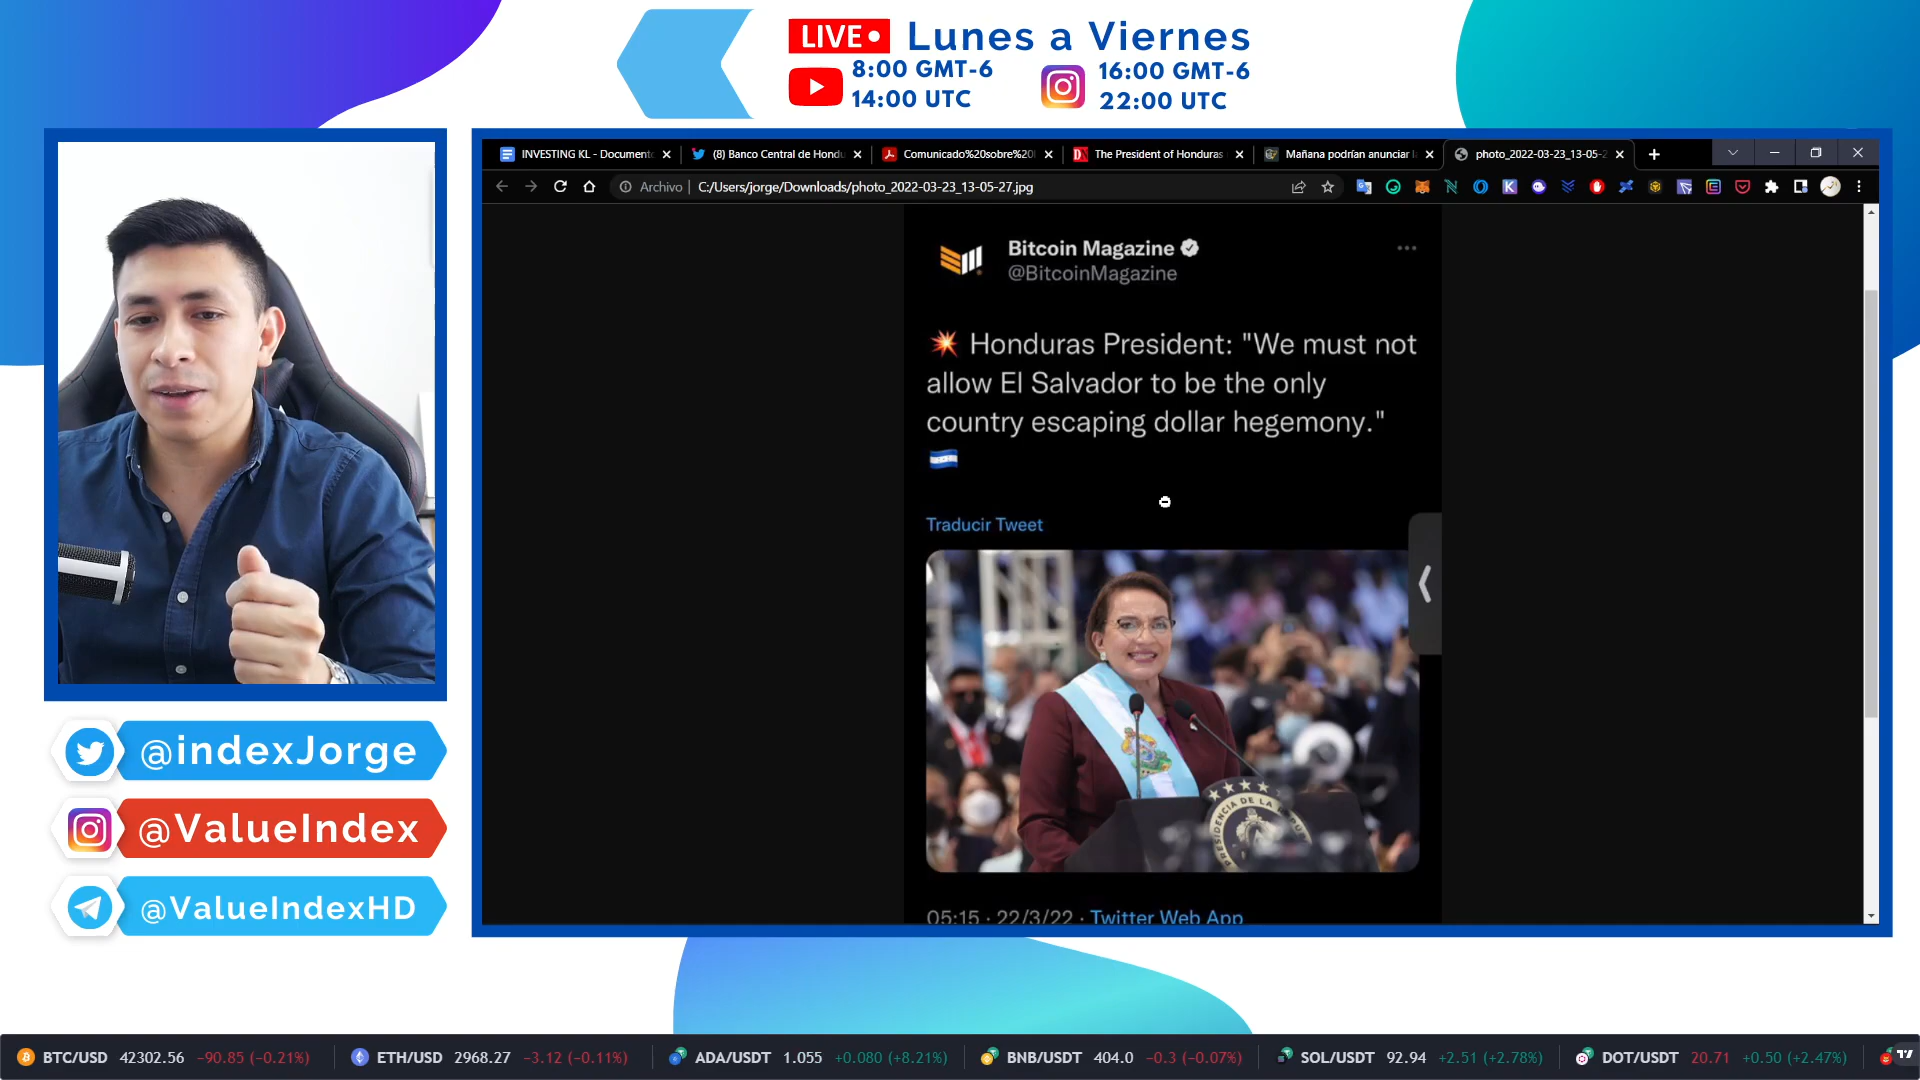 LIVE
Lunes a Viernes
8:00 GMT-6
14:00 UTC
16:00 GMT-6
22:00 UTC
INVESTING KL - Documento
(8) Banco Central de Hondu
Comunicado%20sobre%20
The President of Honduras
Mañana podrían anunciar
photo_2022-03-23_13-05-2
Archivo
C:/Users/jorge/Downloads/photo_2022-03-23_13-05-27.jpg
Bitcoin Magazine
@BitcoinMagazine
Honduras President: "We must not
allow El Salvador to be the only
country escaping dollar hegemony."
Traducir Tweet
PRESIDENCIA DE LA
05:15 · 22/3/22 · Twitter Web App
@indexJorge
@ValueIndex
@ValueIndexHD
BTC/USD 42302.56 −90.85 (−0.21%)
ETH/USD 2968.27 −3.12 (−0.11%)
ADA/USDT 1.055 +0.080 (+8.21%)
BNB/USDT 404.0 −0.3 (−0.07%)
SOL/USDT 92.94 +2.51 (+2.78%)
DOT/USDT 20.71 +0.50 (+2.47%)